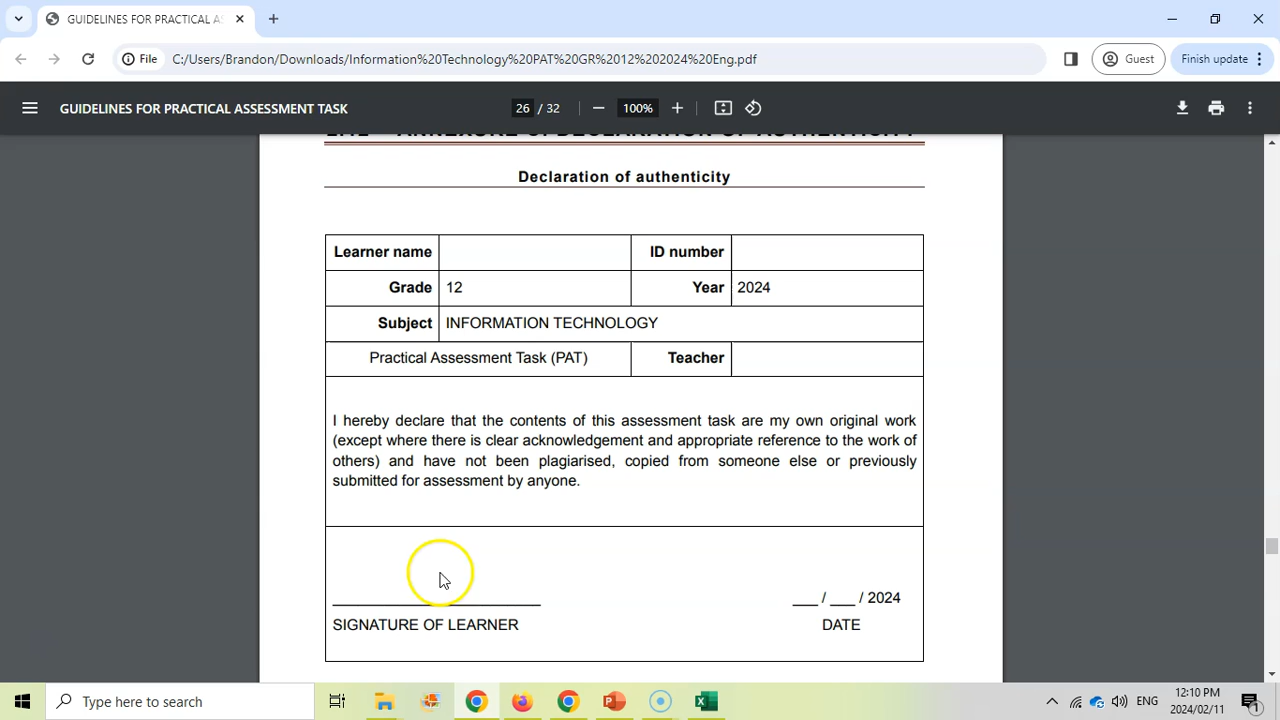 GUIDELINES FOR PRACTICAL AS
File
C:/Users/Brandon/Downloads/Information%20Technology%20PAT%20GR%2012%202024%20Eng.pdf
Guest
Finish update
GUIDELINES FOR PRACTICAL ASSESSMENT TASK
26 / 32
100%
Declaration of authenticity
Learner name
ID number
Grade 12
Year 2024
Subject INFORMATION TECHNOLOGY
Practical Assessment Task (PAT)
Teacher
I hereby declare that the contents of this assessment task are my own original work
(except where there is clear acknowledgement and appropriate reference to the work of
others) and have not been plagiarised, copied from someone else or previously
submitted for assessment by anyone.
___ / ___ / 2024
SIGNATURE OF LEARNER
DATE
Type here to search
ENG
12:10 PM
2024/02/11
1